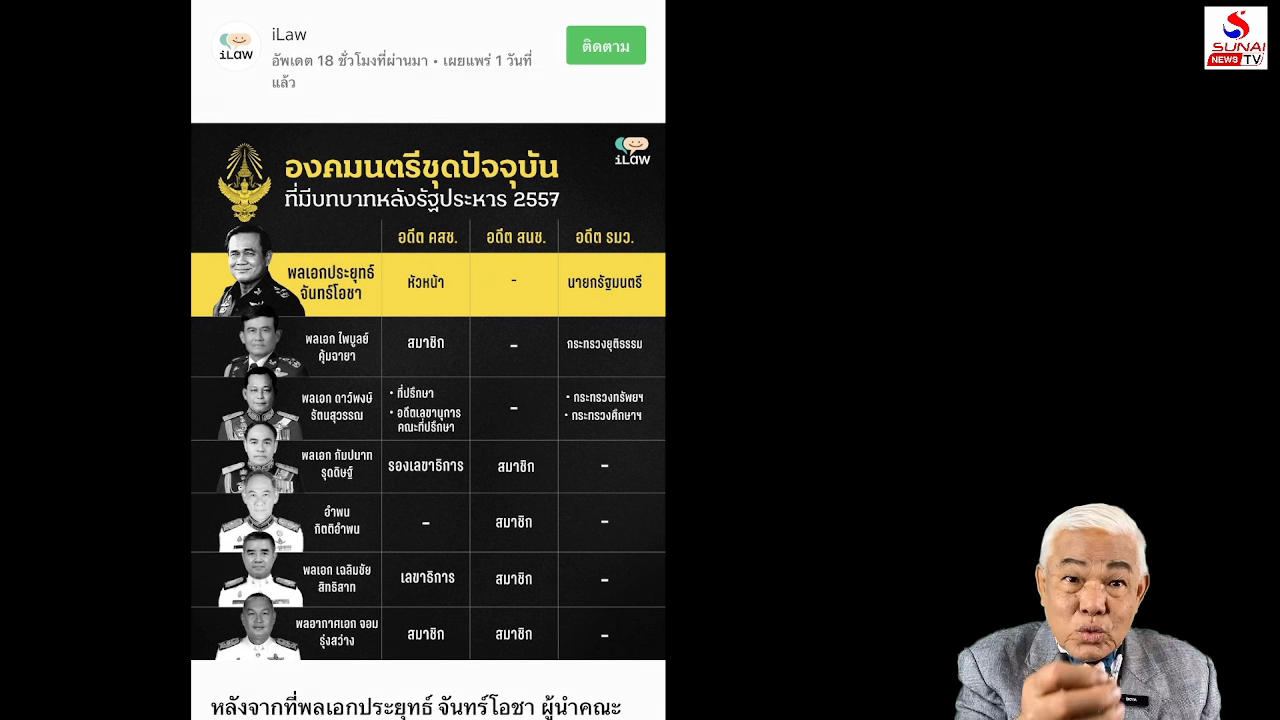 iLaw
อัพเดต 18 ชั่วโมงที่ผ่านมา • เผยแพร่ 1 วันที่
แล้ว
ติดตาม
iLaw
SUNAI
NEWS TV
iLaw
องคมนตรีชุดปัจจุบัน
ที่มีบทบาทหลังรัฐประหาร 2557
อดีต คสช. อดีต สนช. อดีต รมว.
พลเอกประยุทธ์
จันทร์โอชา
หัวหน้า - นายกรัฐมนตรี
พลเอก ไพบูลย์
คุ้มฉายา
สมาชิก - กระทรวงยุติธรรม
พลเอก ดาว์พงษ์
รัตนสุวรรณ
• ที่ปรึกษา
• อดีตเลขานุการ
คณะที่ปรึกษา
-
• กระทรวงทรัพยฯ
• กระทรวงศึกษาฯ
พลเอก กัมปนาท
รุดดิษฐ์
รองเลขาธิการ สมาชิก -
อำพน
กิตติอำพน
- สมาชิก -
พลเอก เฉลิมชัย
สิทธิสาท
เลขาธิการ สมาชิก -
พลอากาศเอก จอม
รุ่งสว่าง
สมาชิก สมาชิก -
หลังจากที่พลเอกประยุทธ์ จันทร์โอชา ผู้นำคณะ